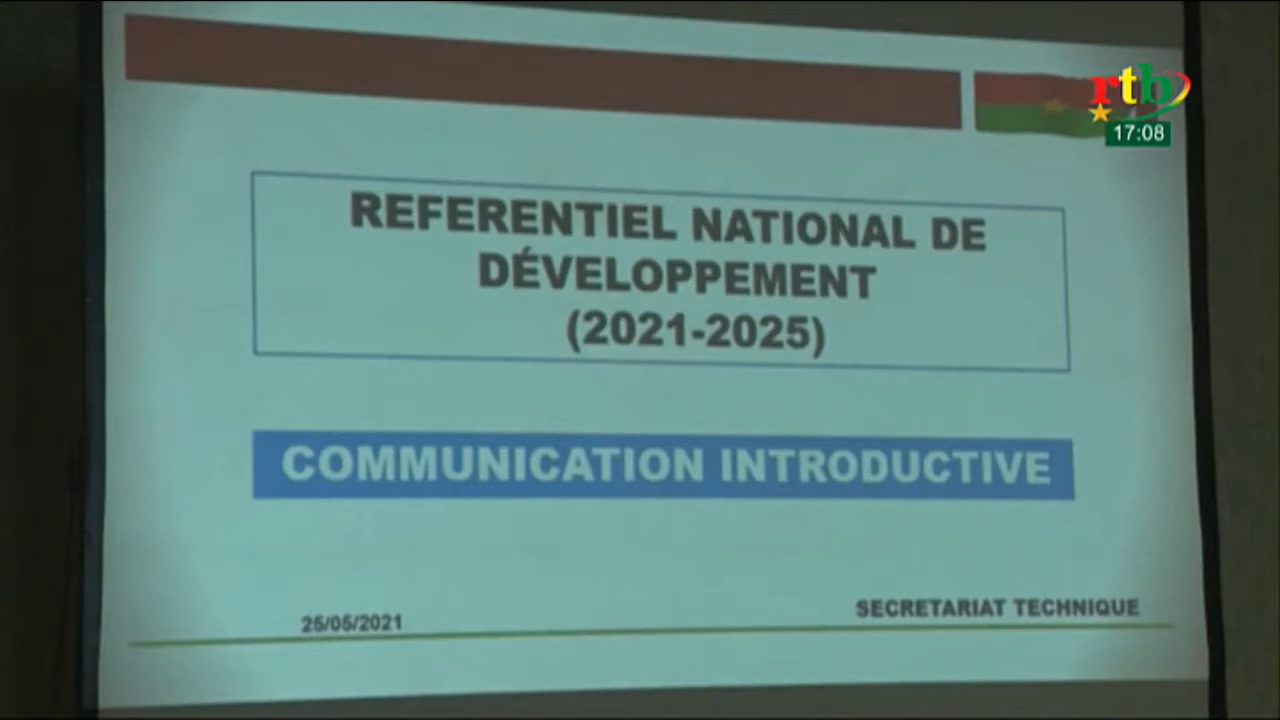 rtb
17:08
REFERENTIEL NATIONAL DE
DÉVELOPPEMENT
(2021-2025)
COMMUNICATION INTRODUCTIVE
25/05/2021
SECRETARIAT TECHNIQUE